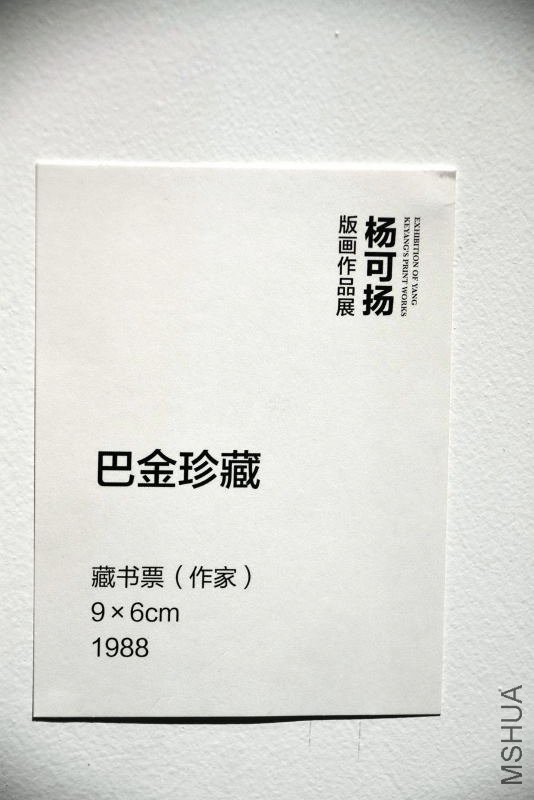 EXHIBITION OF YANG
KEYANG'S PRINT WORKS
杨可扬
版画作品展
巴金珍藏
藏书票（作家）
9×6cm
1988
MSHUA